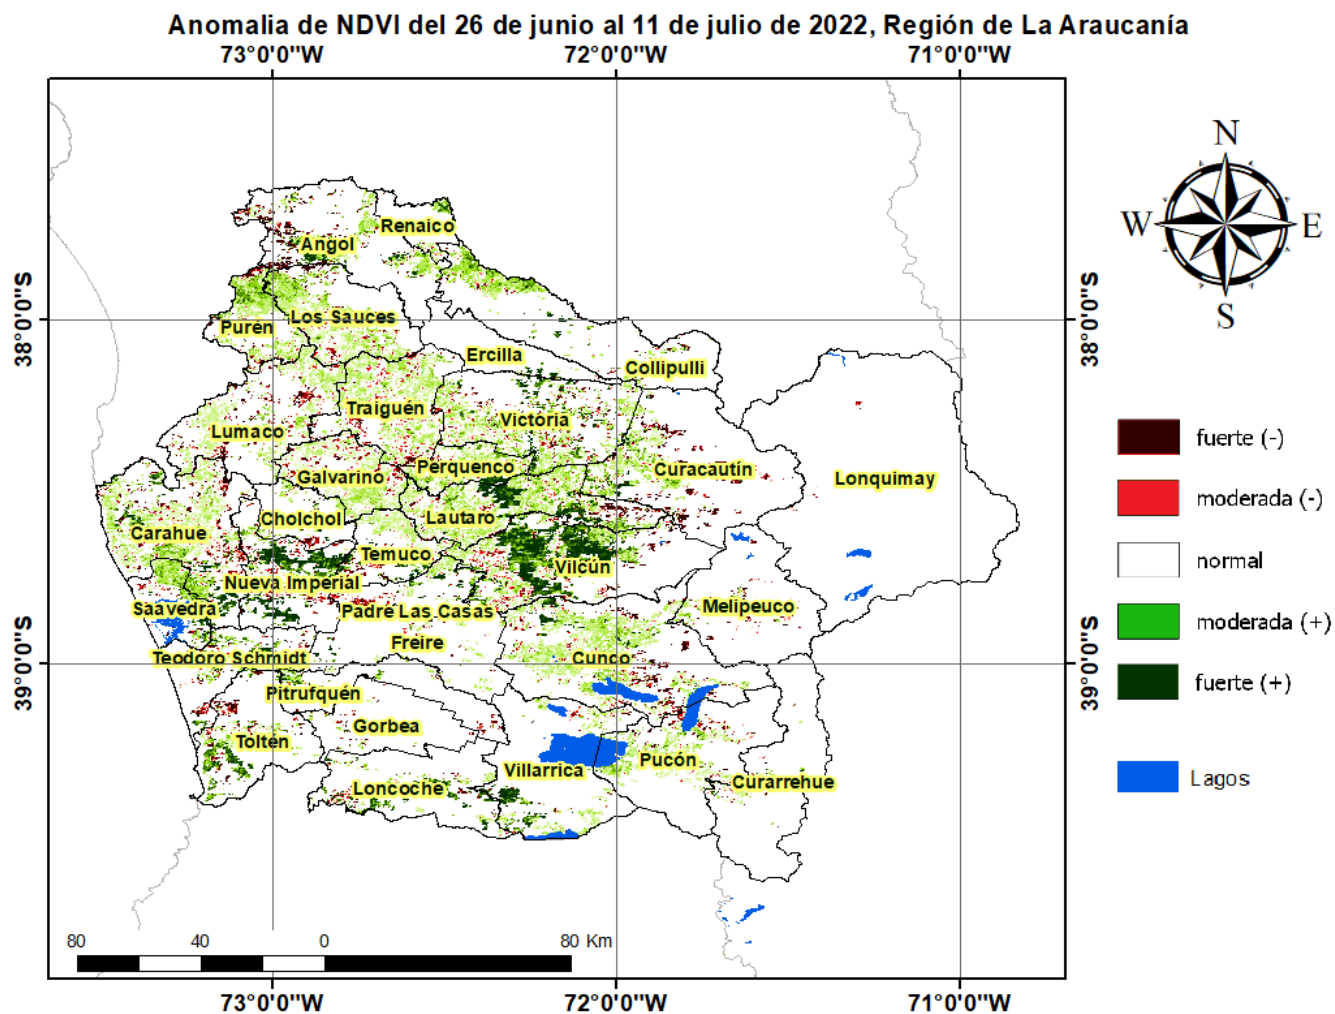 Anomalia de NDVI del 26 de junio al 11 de julio de 2022, Región de La Araucanía
73°0'0"W 72°0'0"W 71°0'0"W
N
W E
S
38°0'0"S 38°0'0"S
39°0'0"S 39°0'0"S
Renaico
Angol
Los Sauces
Purén
Ercilla
Collipulli
Traiguén
Victoria
Lumaco
Perquenco
Curacautín
Galvarino
Lonquimay
Cholchol
Lautaro
Carahue
Temuco
Vilcún
Nueva Imperial
Saavedra
Padre Las Casas
Melipeuco
Freire
Teodoro Schmidt
Cunco
Pitrufquén
Gorbea
Toltén
Pucón
Villarrica
Curarrehue
Loncoche
fuerte (-)
moderada (-)
normal
moderada (+)
fuerte (+)
Lagos
80 40 0 80 Km
73°0'0"W 72°0'0"W 71°0'0"W